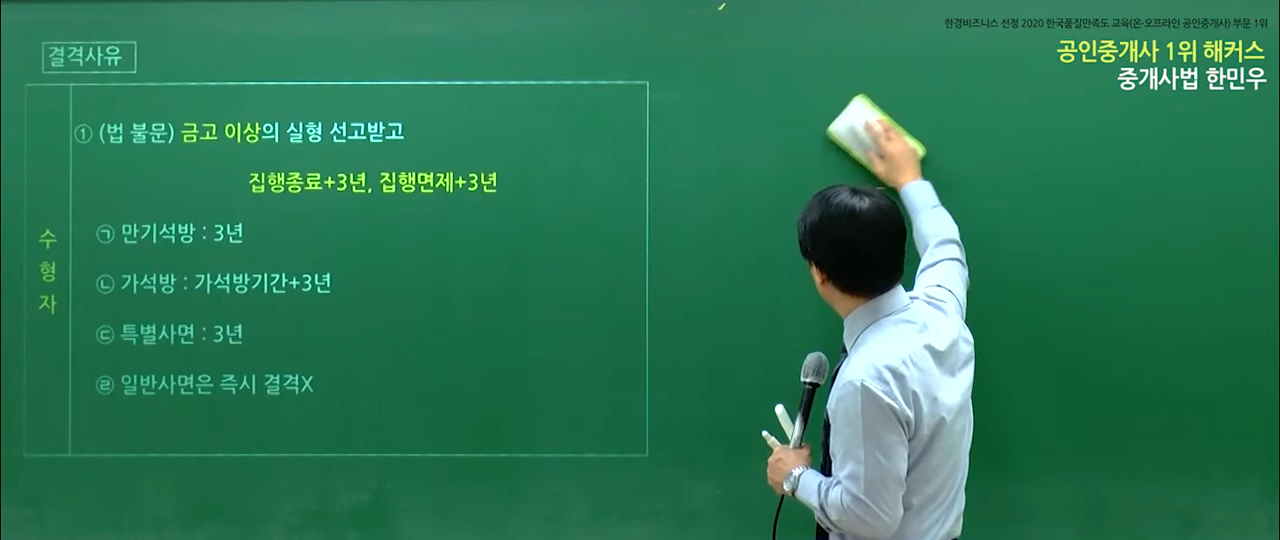 한경비즈니스 선정 2020 한국품질만족도 교육(온·오프라인 공인중개사) 부문 1위
공인중개사 1위 해커스
중개사법 한민우
결격사유
수형자
① (법 불문) 금고 이상의 실형 선고받고
집행종료+3년, 집행면제+3년
㉠ 만기석방 : 3년
㉡ 가석방 : 가석방기간+3년
㉢ 특별사면 : 3년
㉣ 일반사면은 즉시 결격X